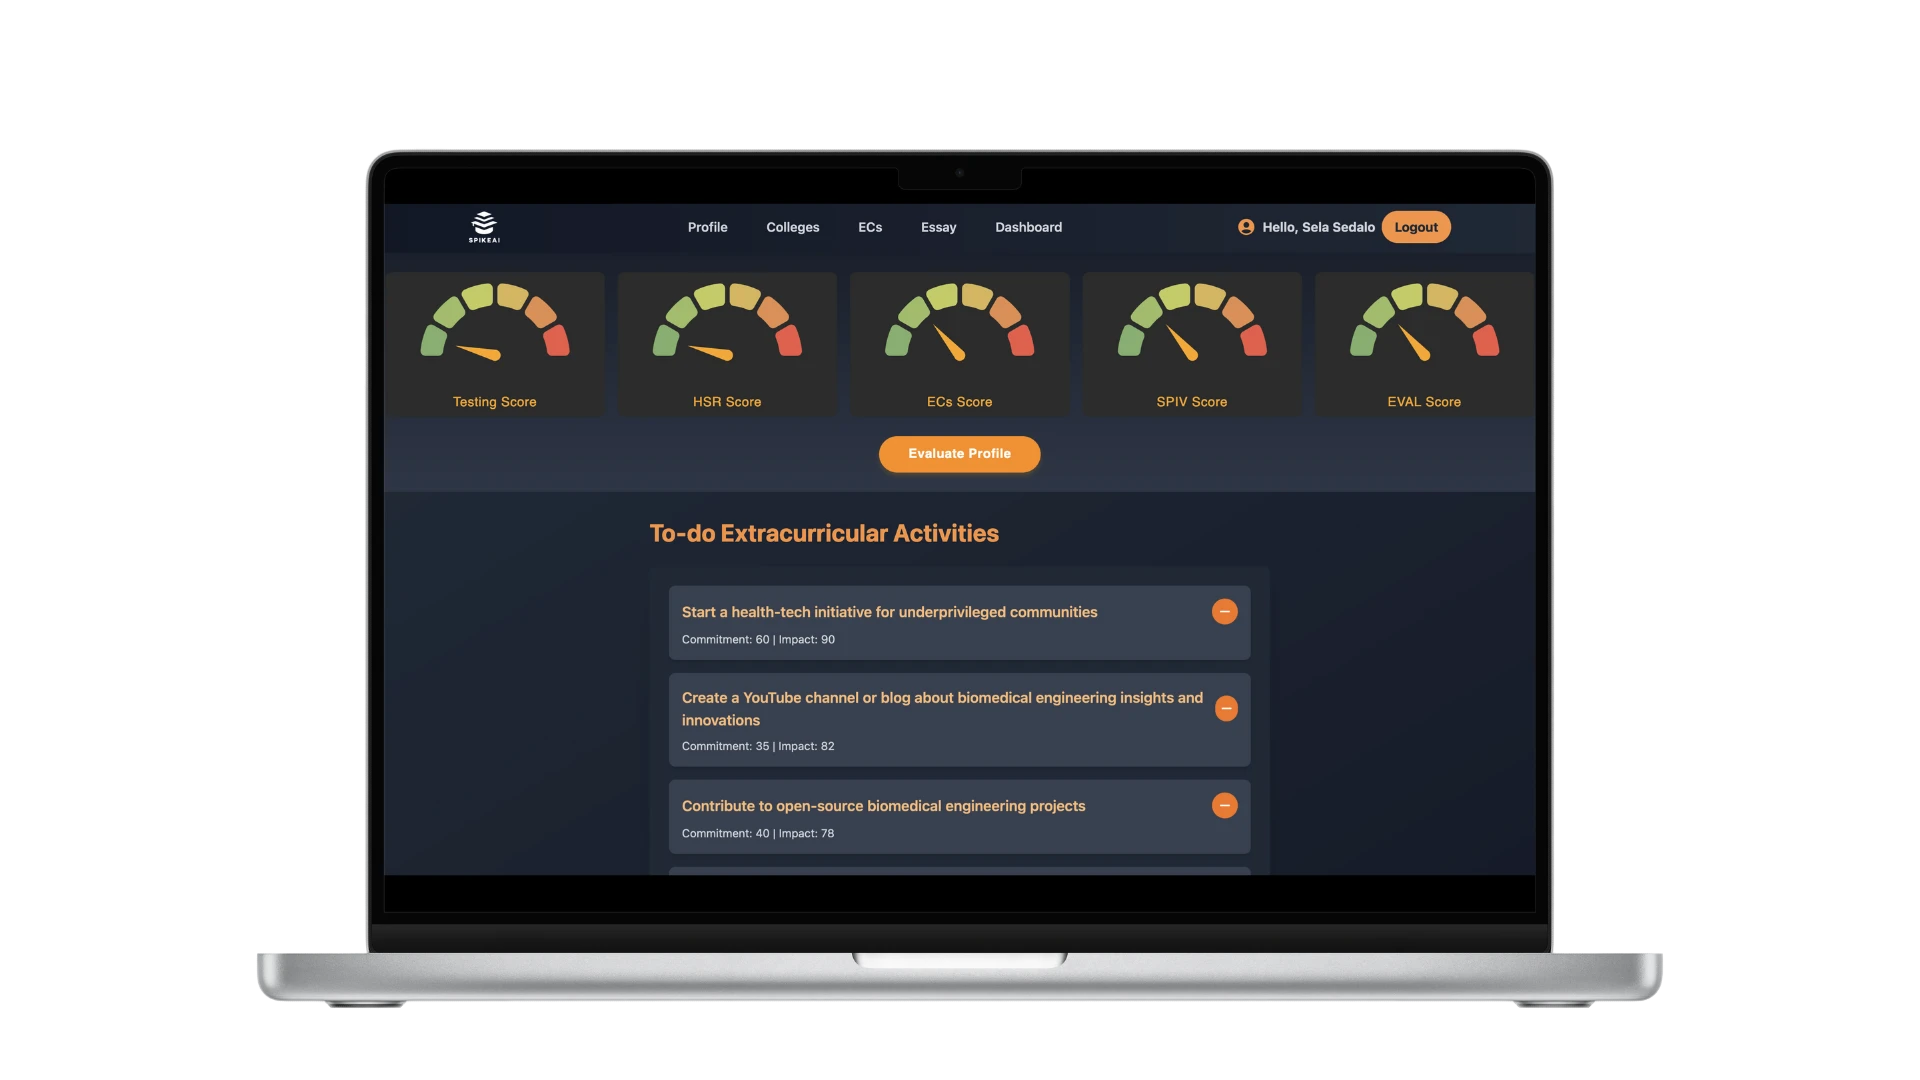 SPIKEAI
Profile
Colleges
ECs
Essay
Dashboard
Hello, Sela Sedalo
Logout
Testing Score
HSR Score
ECs Score
SPIV Score
EVAL Score
Evaluate Profile
To-do Extracurricular Activities
Start a health-tech initiative for underprivileged communities
Commitment: 60 | Impact: 90
Create a YouTube channel or blog about biomedical engineering insights and
innovations
Commitment: 35 | Impact: 82
Contribute to open-source biomedical engineering projects
Commitment: 40 | Impact: 78